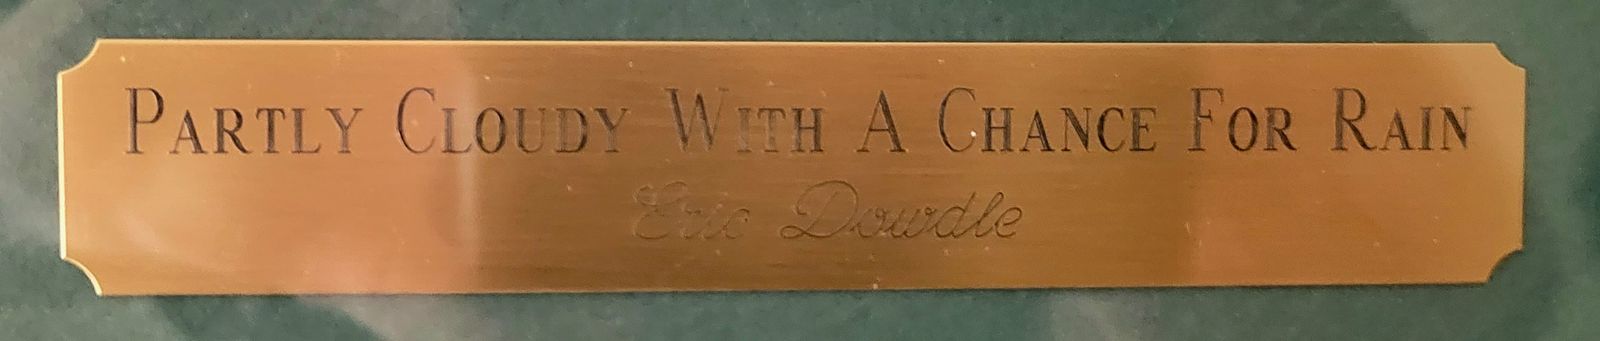 Partly Cloudy With A Chance For Rain
Eric Dowdle